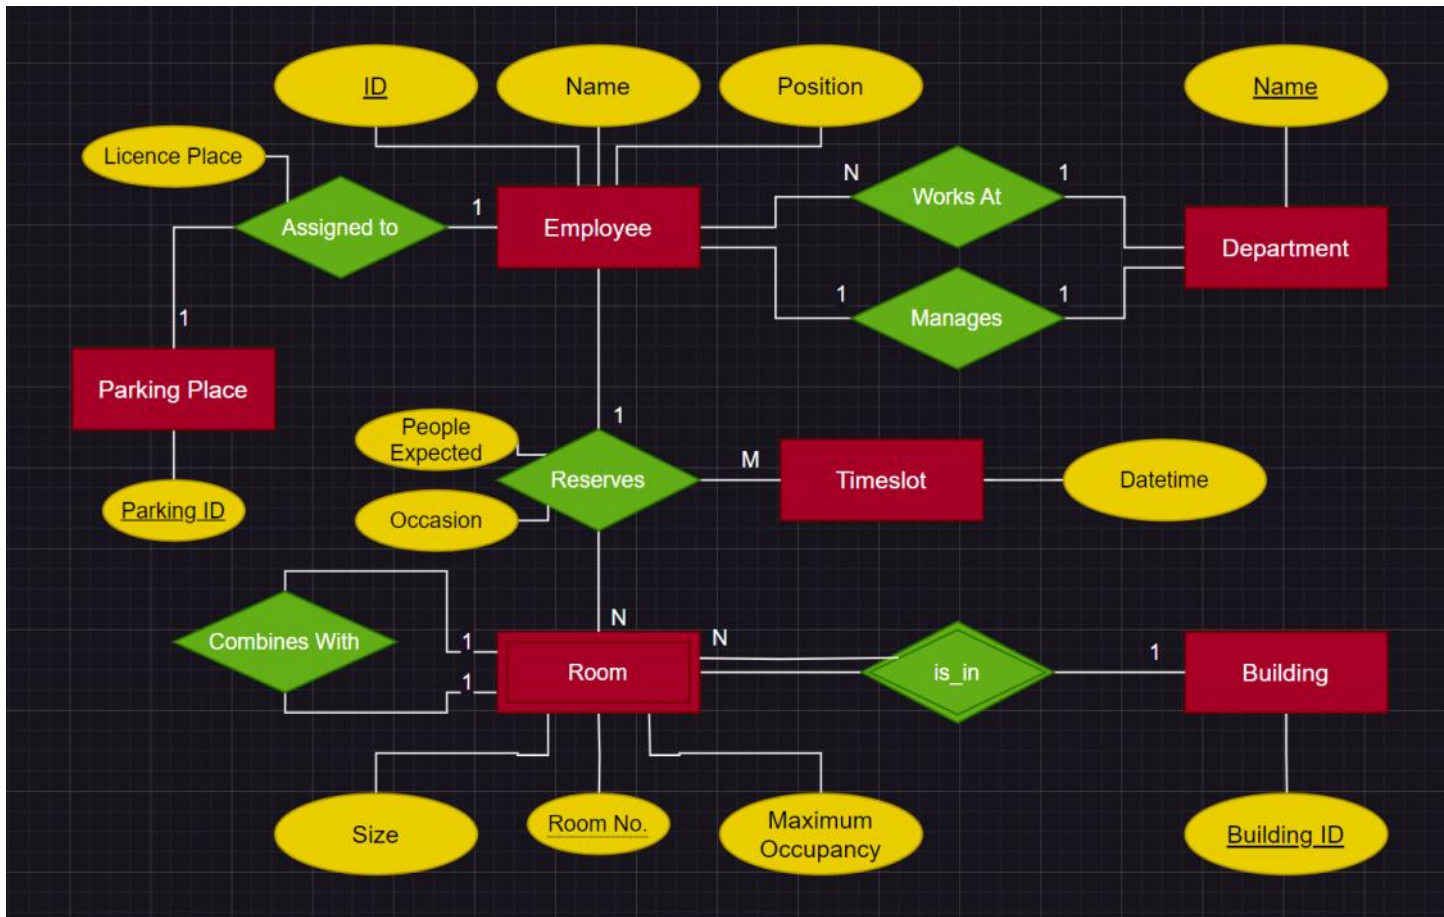 ID
Name
Position
Name
Licence Place
N
Works At
1
Assigned to
1
Employee
Department
1
Manages
1
1
Parking Place
1
People
Expected
M
Reserves
Timeslot
Datetime
Parking ID
Occasion
N
N
Combines With
1
1
Room
is_in
1
Building
Size
Room No.
Maximum
Occupancy
Building ID